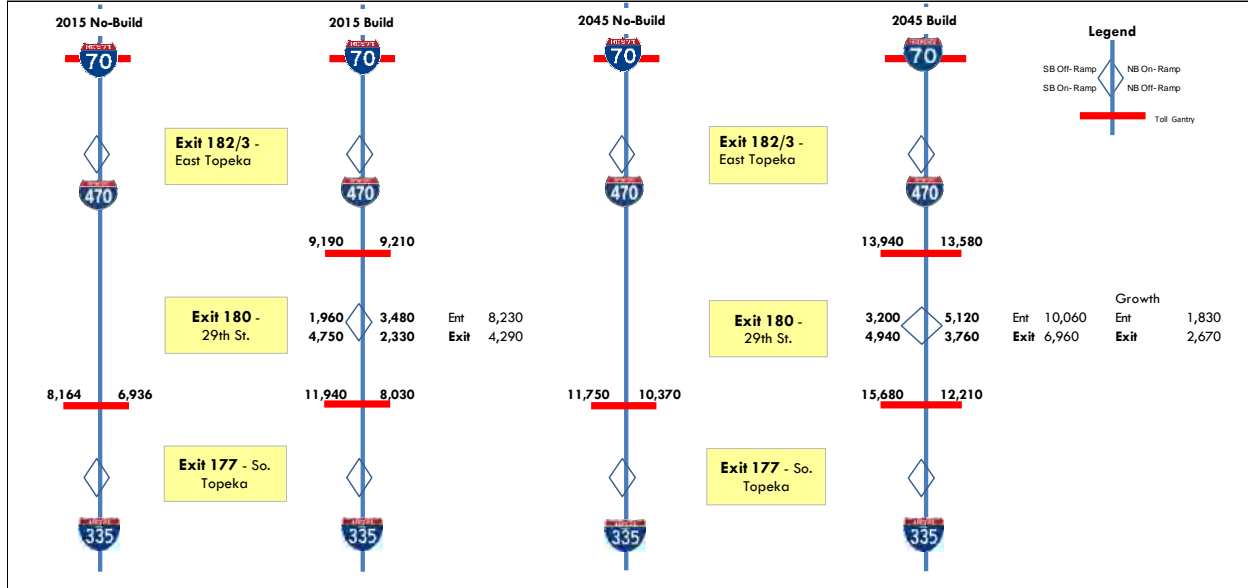 2015 No-Build
2015 Build
2045 No-Build
2045 Build
Legend
70
70
70
70
SB Off-Ramp
NB On-Ramp
SB On-Ramp
NB Off-Ramp
Toll Gantry
Exit 182/3 -
East Topeka
Exit 182/3 -
East Topeka
470
470
470
470
9,190 9,210
13,940 13,580
Exit 180 -
29th St.
1,960 3,480 Ent 8,230
4,750 2,330 Exit 4,290
Exit 180 -
29th St.
Growth
3,200 5,120 Ent 10,060 Ent 1,830
4,940 3,760 Exit 6,960 Exit 2,670
8,164 6,936
11,940 8,030
11,750 10,370
15,680 12,210
Exit 177 - So.
Topeka
Exit 177 - So.
Topeka
335
335
335
335